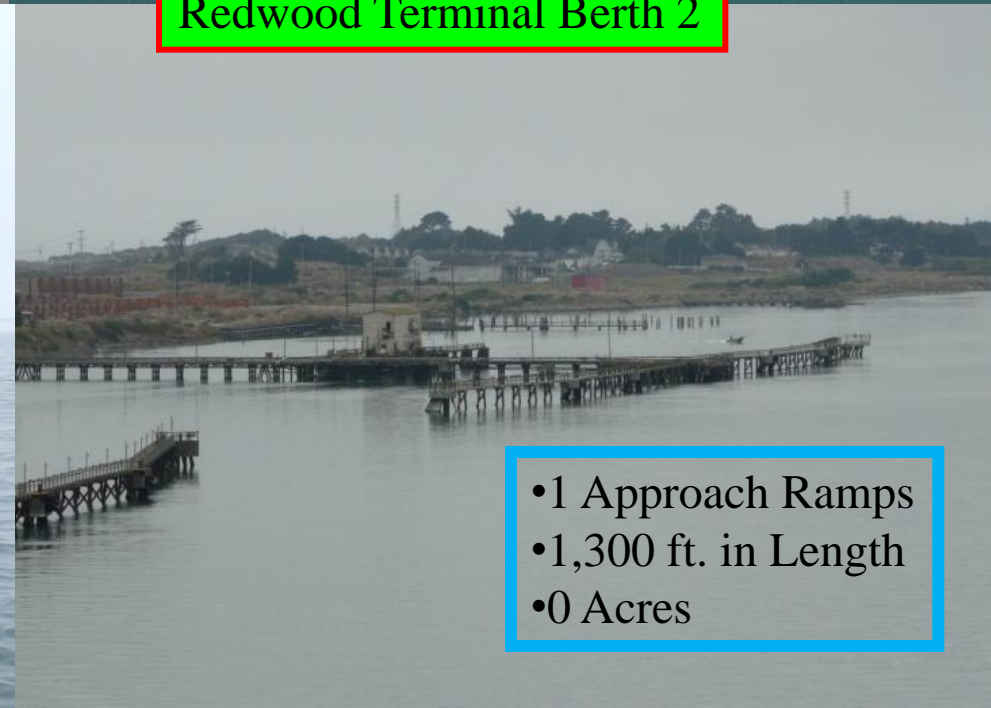 Redwood Terminal Berth 2
•1 Approach Ramps
•1,300 ft. in Length
•0 Acres